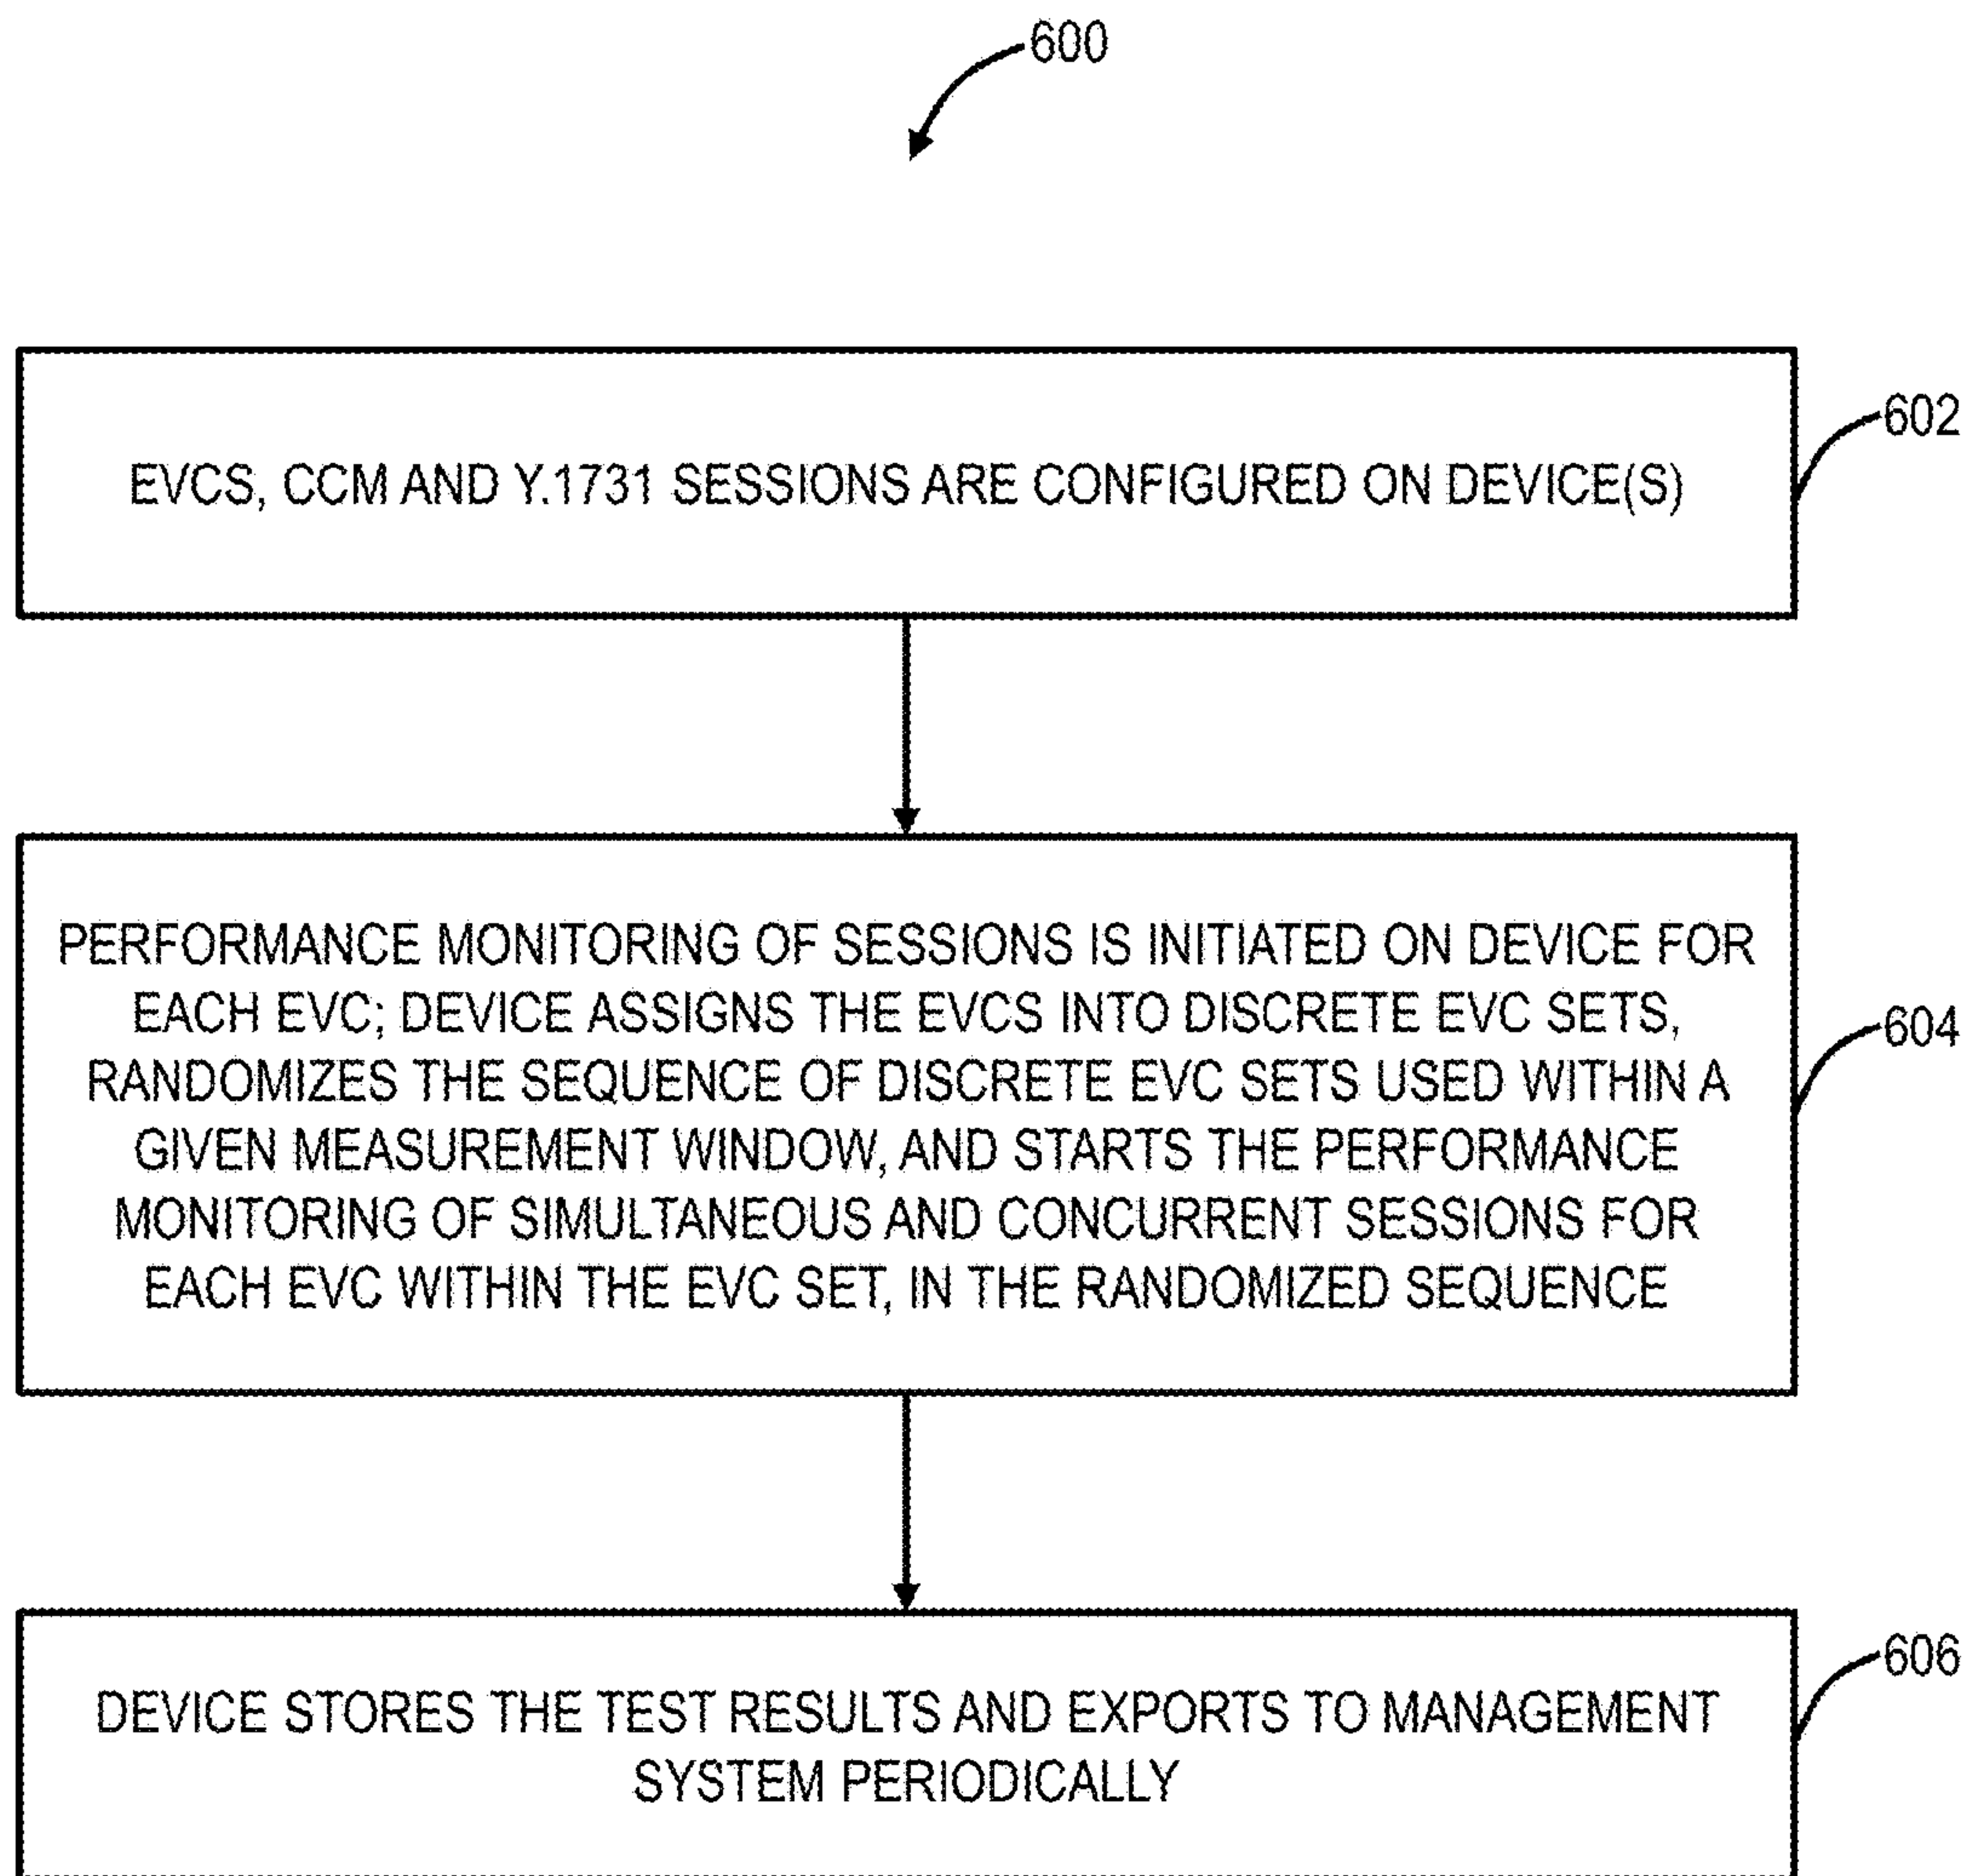 600
EVCS, CCM AND Y.1731 SESSIONS ARE CONFIGURED ON DEVICE(S)
602
PERFORMANCE MONITORING OF SESSIONS IS INITIATED ON DEVICE FOR
EACH EVC; DEVICE ASSIGNS THE EVCS INTO DISCRETE EVC SETS,
RANDOMIZES THE SEQUENCE OF DISCRETE EVC SETS USED WITHIN A
GIVEN MEASUREMENT WINDOW, AND STARTS THE PERFORMANCE
MONITORING OF SIMULTANEOUS AND CONCURRENT SESSIONS FOR
EACH EVC WITHIN THE EVC SET, IN THE RANDOMIZED SEQUENCE
604
DEVICE STORES THE TEST RESULTS AND EXPORTS TO MANAGEMENT
SYSTEM PERIODICALLY
606